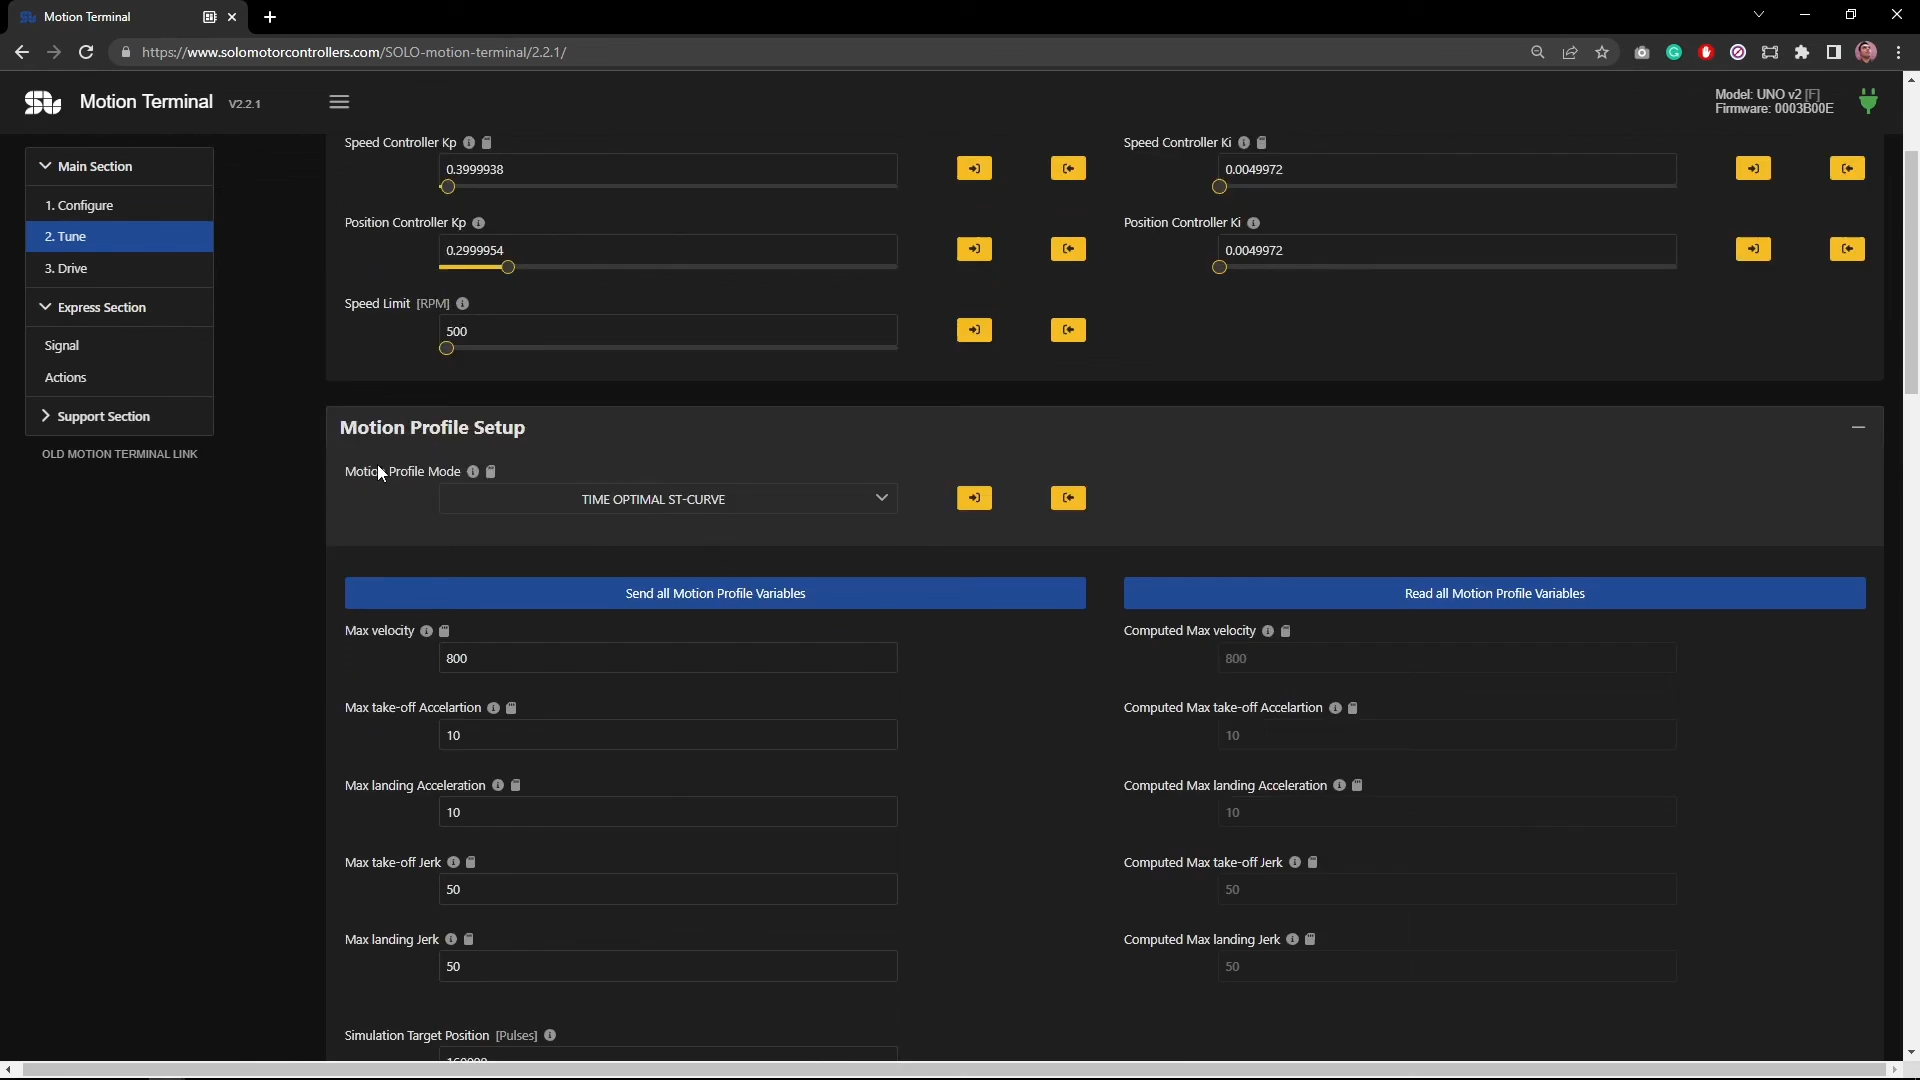 Motion Terminal
https://www.solomotorcontrollers.com/SOLO-motion-terminal/2.2.1/
Motion Terminal V2.2.1
Model: UNO v2 [F]
Firmware: 0003B00E
Main Section
1. Configure
2. Tune
3. Drive
Express Section
Signal
Actions
Support Section
OLD MOTION TERMINAL LINK
Speed Controller Kp
0.3999938
Speed Controller Ki
0.0049972
Position Controller Kp
0.2999954
Position Controller Ki
0.0049972
Speed Limit [RPM]
500
Motion Profile Setup
Motion Profile Mode
TIME OPTIMAL ST-CURVE
Send all Motion Profile Variables
Read all Motion Profile Variables
Max velocity
800
Computed Max velocity
800
Max take-off Accelartion
10
Computed Max take-off Accelartion
10
Max landing Acceleration
10
Computed Max landing Acceleration
10
Max take-off Jerk
50
Computed Max take-off Jerk
50
Max landing Jerk
50
Computed Max landing Jerk
50
Simulation Target Position [Pulses]